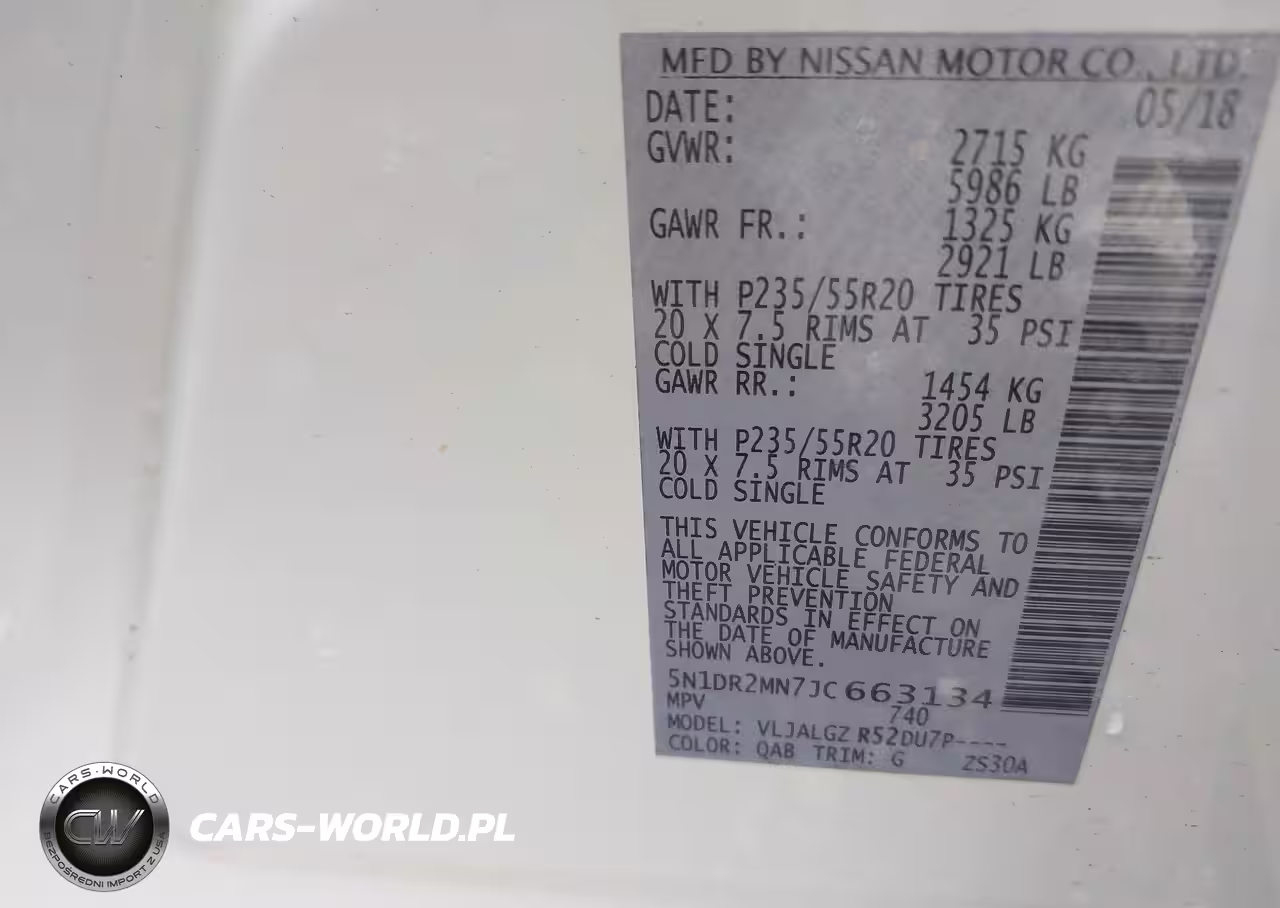 MFD BY NISSAN MOTOR CO., LTD.
DATE: 05/18
GVWR: 2715 KG
5986 LB
GAWR FR.: 1325 KG
2921 LB
WITH P235/55R20 TIRES
20 X 7.5 RIMS AT 35 PSI
COLD SINGLE
GAWR RR.: 1454 KG
3205 LB
WITH P235/55R20 TIRES
20 X 7.5 RIMS AT 35 PSI
COLD SINGLE
THIS VEHICLE CONFORMS TO
ALL APPLICABLE FEDERAL
MOTOR VEHICLE SAFETY AND
THEFT PREVENTION
STANDARDS IN EFFECT ON
THE DATE OF MANUFACTURE
SHOWN ABOVE.
5N1DR2MN7JC663134
MPV 740
MODEL: VLJALGZ R52DU7P----
COLOR: QAB TRIM: G ZS30A
CARS-WORLD
CW
BEZPOŚREDNI IMPORT Z USA
CARS-WORLD.PL